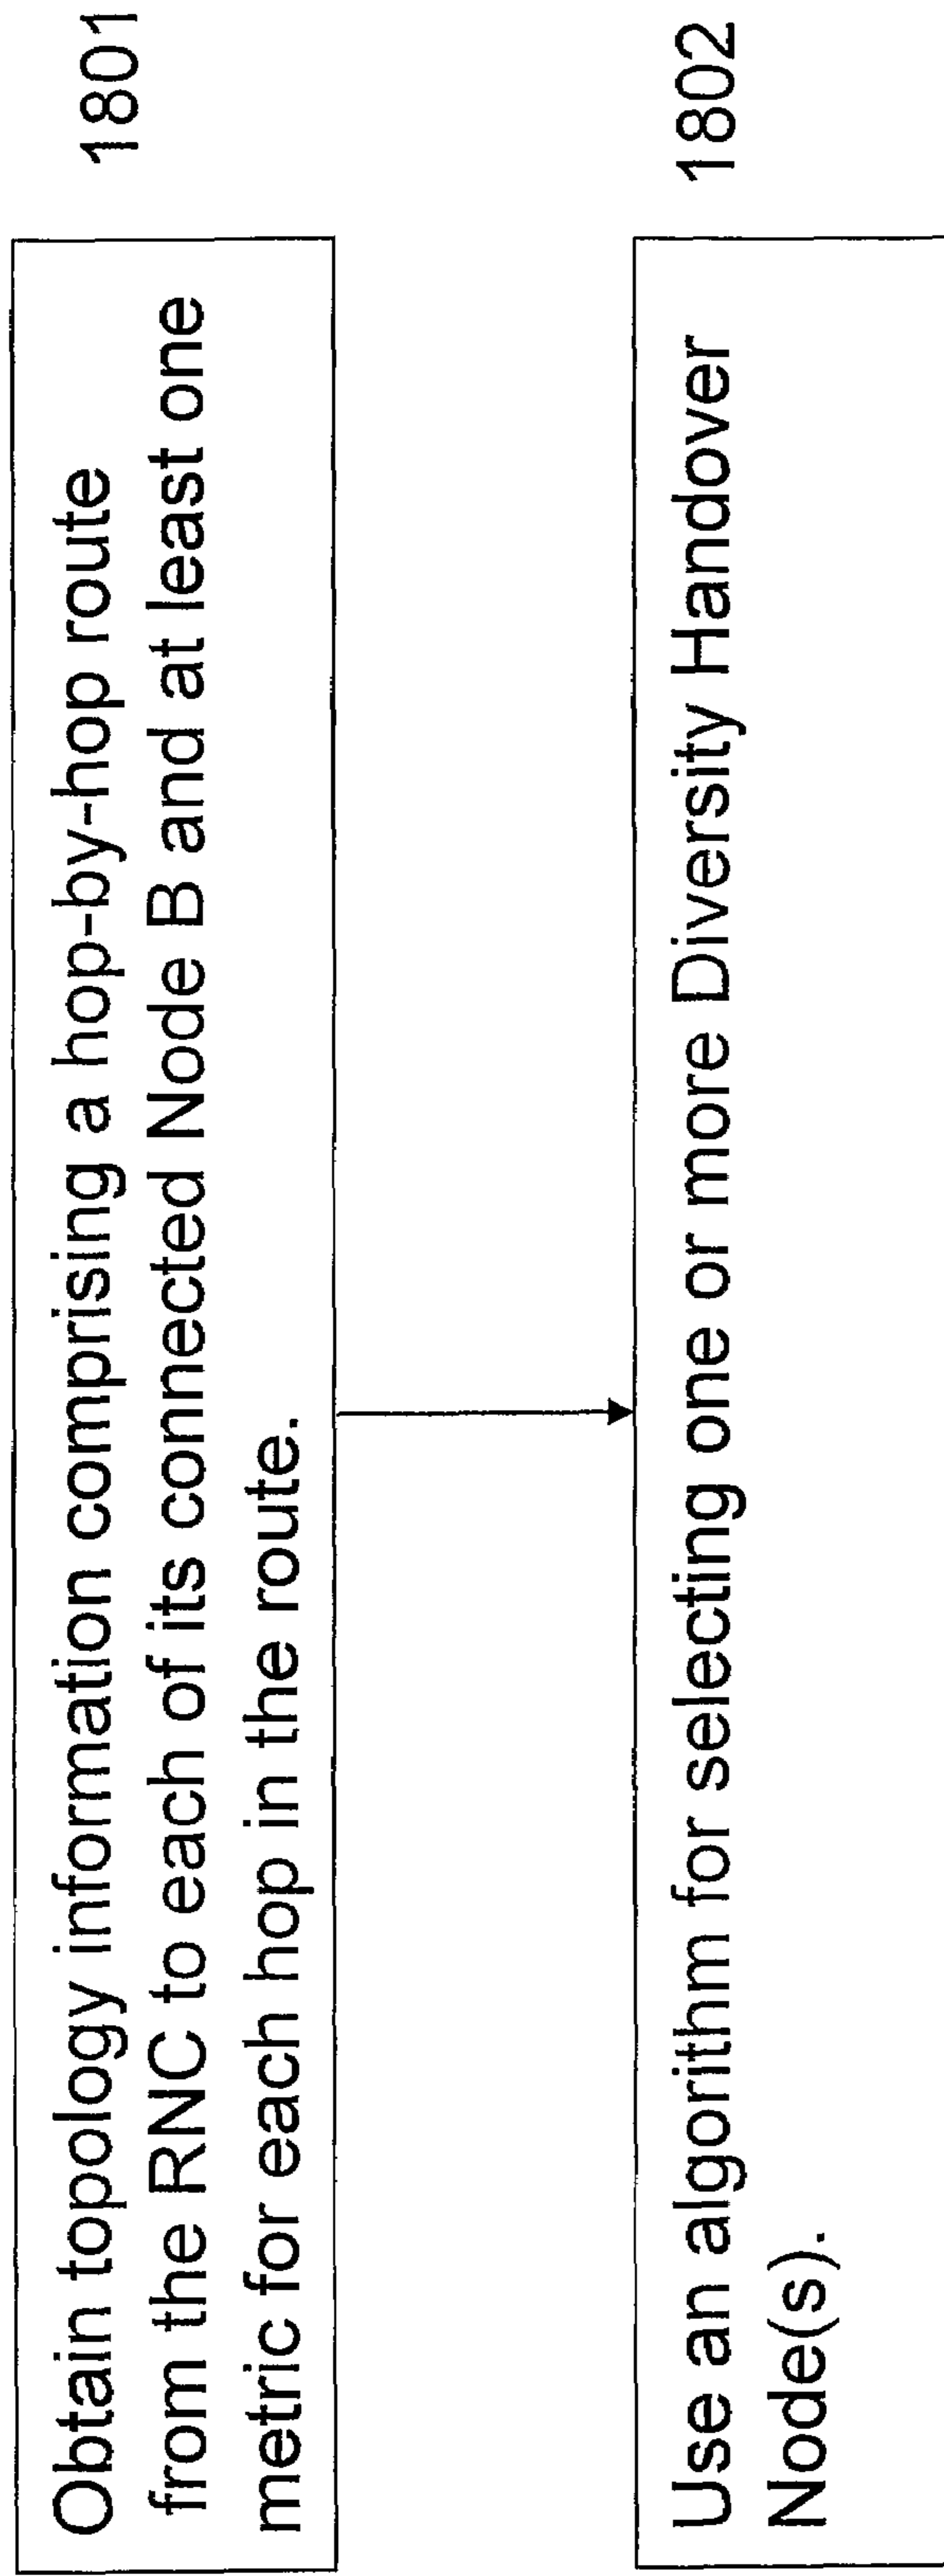 Obtain topology information comprising a hop-by-hop route
from the RNC to each of its connected Node B and at least one
metric for each hop in the route.
1801
Use an algorithm for selecting one or more Diversity Handover
Node(s).
1802